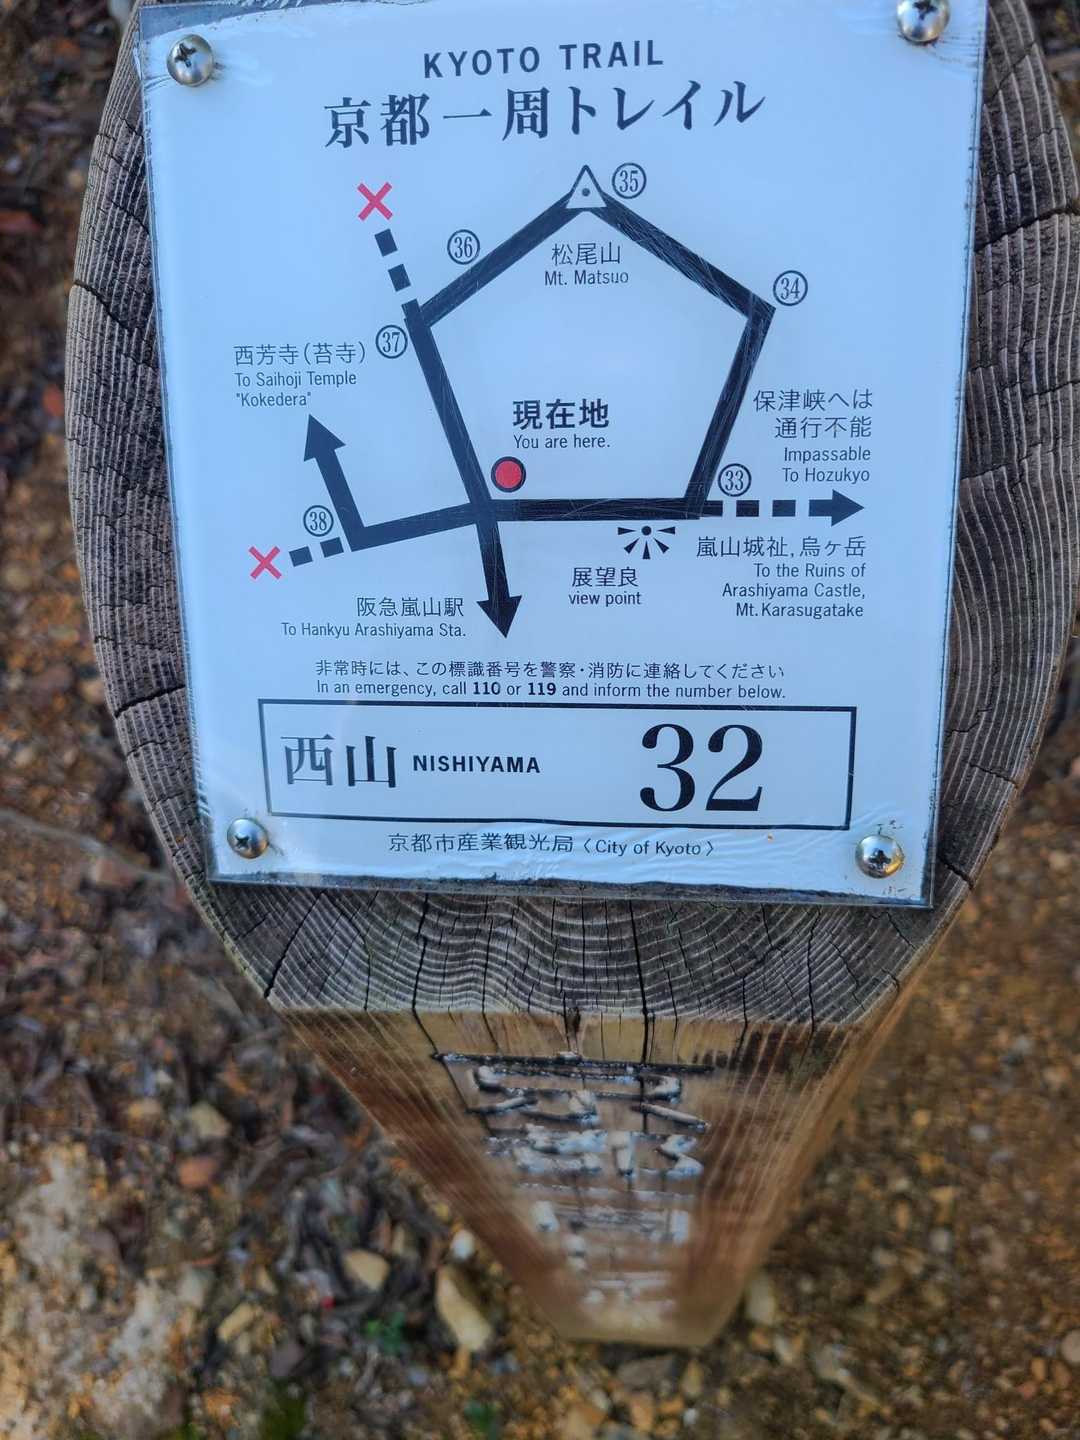 KYOTO TRAIL
京都一周トレイル
35
36
松尾山
Mt. Matsuo
34
37
西芳寺(苔寺)
To Saihoji Temple
"Kokedera"
現在地
You are here.
保津峡へは
通行不能
Impassable
To Hozukyo
33
38
嵐山城祉,烏ヶ岳
To the Ruins of
Arashiyama Castle,
Mt. Karasugatake
展望良
view point
阪急嵐山駅
To Hankyu Arashiyama Sta.
非常時には、この標識番号を警察・消防に連絡してください
In an emergency, call 110 or 119 and inform the number below.
西山 NISHIYAMA 32
京都市産業観光局〈City of Kyoto〉